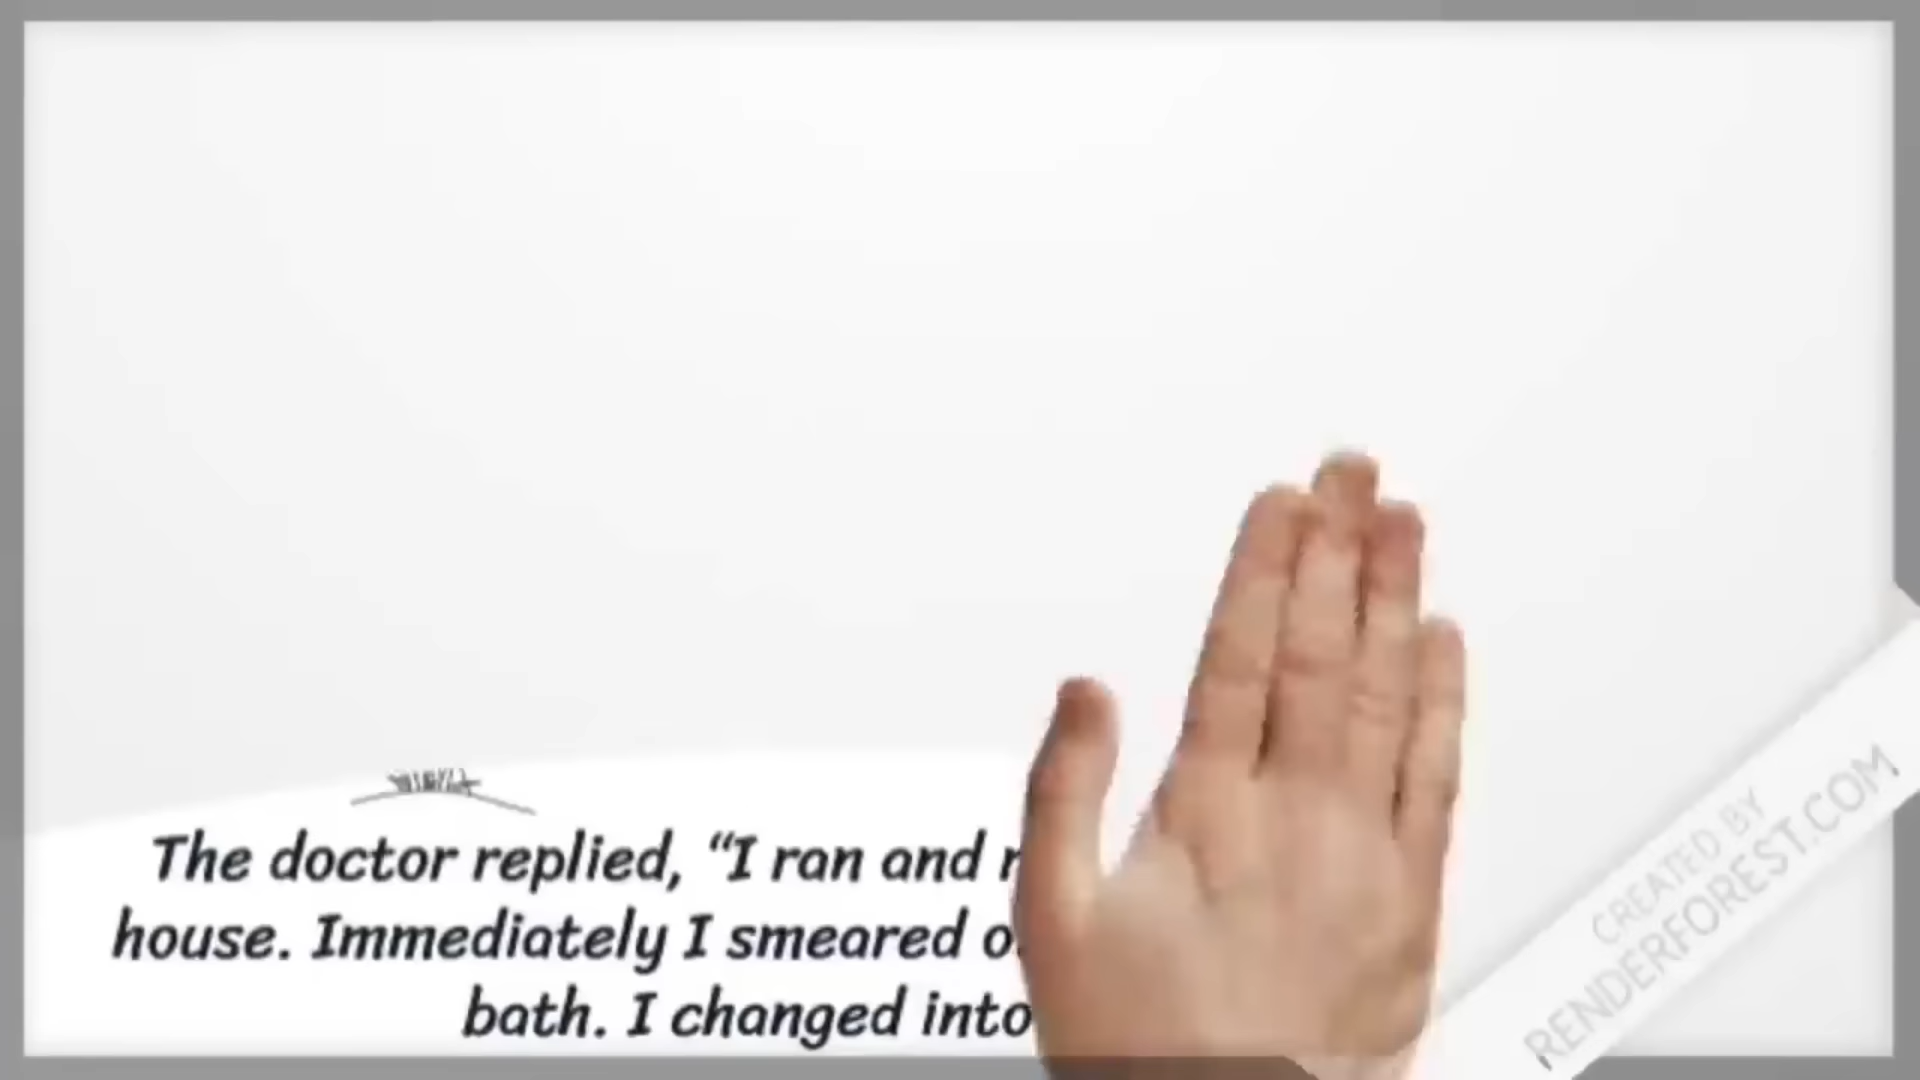 The doctor replied, “I ran and
house. Immediately I smeared
bath. I changed into
CREATED BY
RENDERFOREST.COM